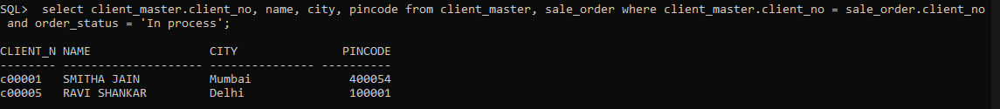 SQL>  select client_master.client_no, name, city, pincode from client_master, sale_order where client_master.client_no = sale_order.client_no
 and order_status = 'In process';
CLIENT_N NAME                 CITY               PINCODE
-------- -------------------- --------------- ----------
c00001   SMITHA JAIN          Mumbai              400054
c00005   RAVI SHANKAR         Delhi               100001